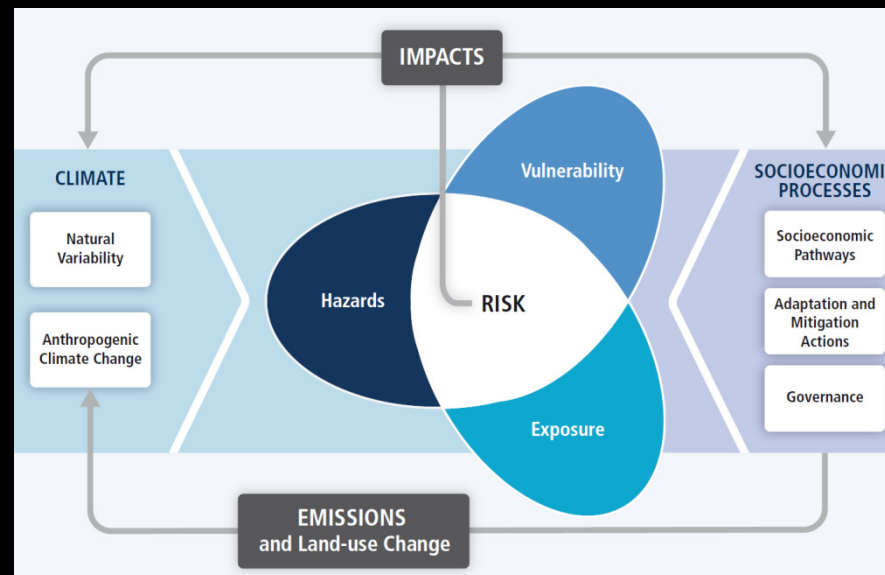 IMPACTS
CLIMATE
Natural
Variability
Anthropogenic
Climate Change
Vulnerability
Hazards
RISK
Exposure
SOCIOECONOMI
PROCESSES
Socioeconomic
Pathways
Adaptation and
Mitigation
Actions
Governance
EMISSIONS
and Land-use Change